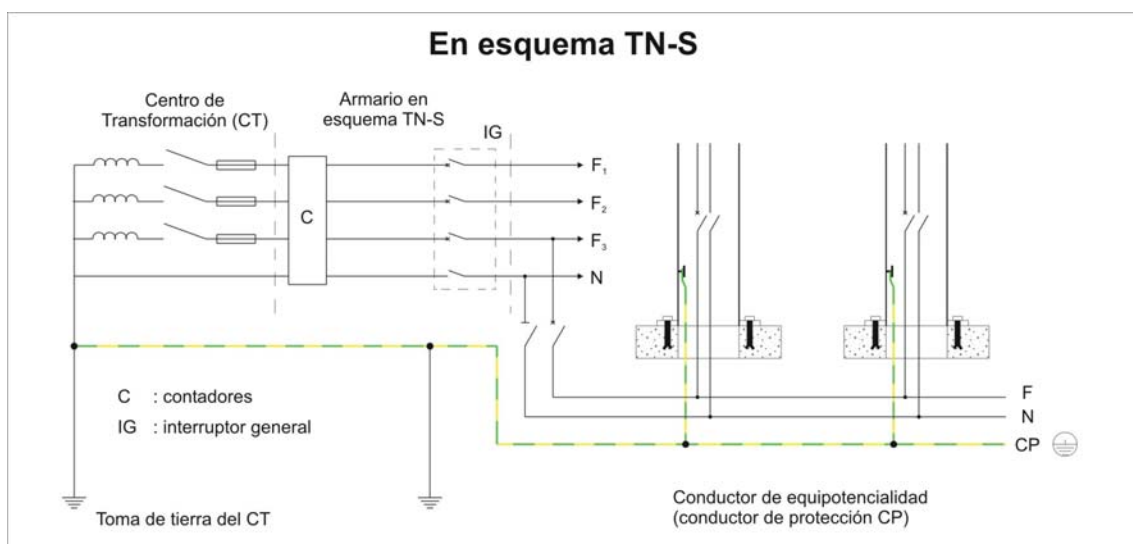 En esquema TN-S
Centro de
Transformación (CT)
Armario en
esquema TN-S
IG
F₁
F₂
C
F₃
N
C : contadores
IG : interruptor general
F
N
CP
Toma de tierra del CT
Conductor de equipotencialidad
(conductor de protección CP)